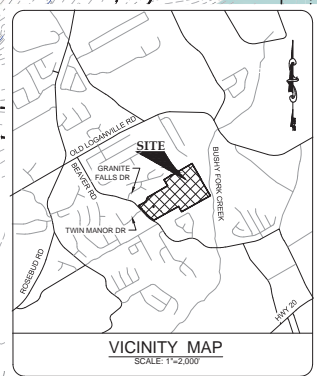 OLD LOGANVILLE RD
SITE
BEAVER RD
GRANITE
FALLS DR
BUSHY FORK CREEK
TWIN MANOR DR
ROSEBUD RD
HWY 20
VICINITY MAP
SCALE: 1"=2,000'